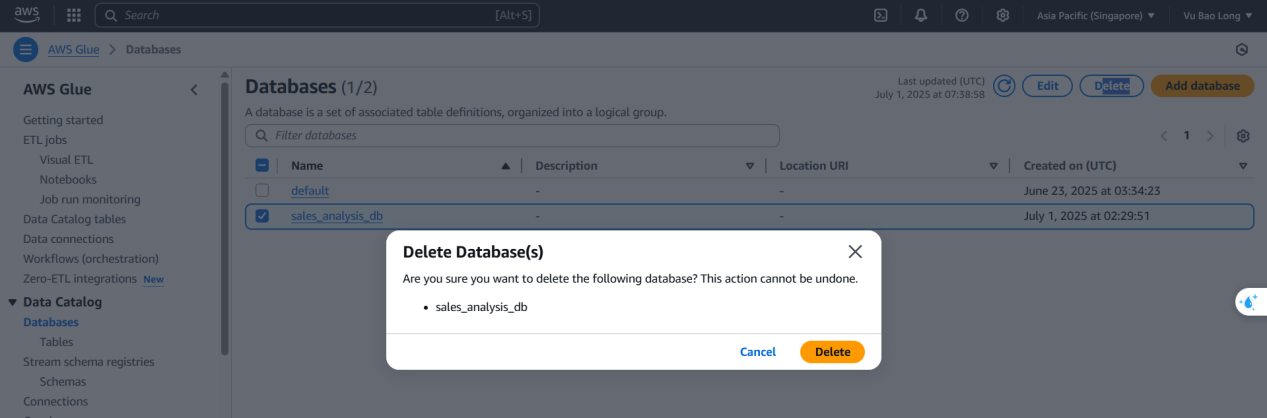 aws
Search [Alt+S]
Asia Pacific (Singapore) ▼ Vu Bao Long ▼
AWS Glue > Databases
AWS Glue
Getting started
ETL jobs
Visual ETL
Notebooks
Job run monitoring
Data Catalog tables
Data connections
Workflows (orchestration)
Zero-ETL integrations New
Data Catalog
Databases
Tables
Stream schema registries
Schemas
Connections
Databases (1/2)
Last updated (UTC)
July 1, 2025 at 07:38:58
Edit
Delete
Add database
A database is a set of associated table definitions, organized into a logical group.
Filter databases
1
Name Description Location URI Created on (UTC)
default - - June 23, 2025 at 03:34:23
sales_analysis_db - - July 1, 2025 at 02:29:51
Delete Database(s)
Are you sure you want to delete the following database? This action cannot be undone.
• sales_analysis_db
Cancel Delete